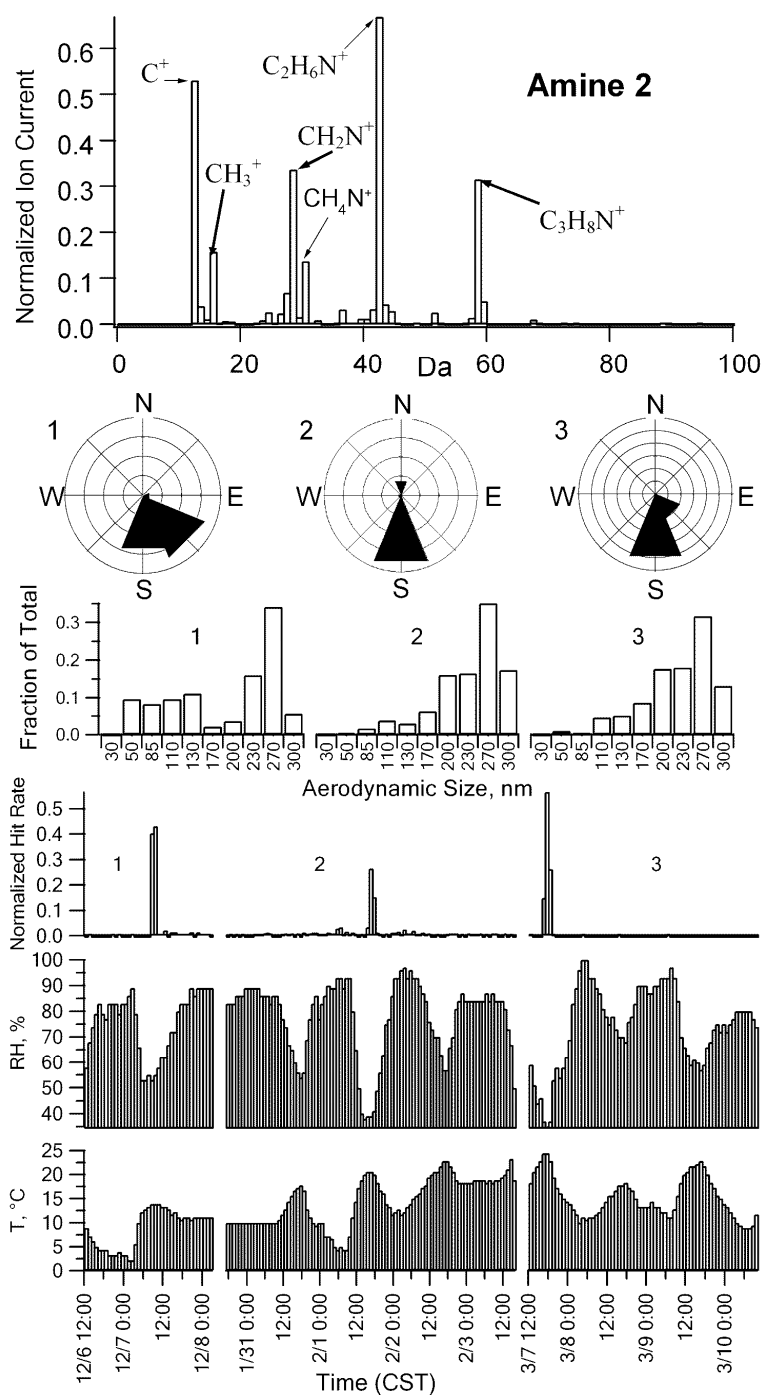 Amine 2
Normalized Ion Current
0.6
0.5
0.4
0.3
0.2
0.1
0.0
C+
CH3+
CH2N+
CH4N+
C2H6N+
C3H8N+
0 20 40 Da 60 80 100
1 N W E S
2 N W E S
3 N W E S
Fraction of Total
0.3
0.2
0.1
0.0
1 2 3
30 50 85 110 130 170 200 230 270 300
30 50 85 110 130 170 200 230 270 300
30 50 85 110 130 170 200 230 270 300
Aerodynamic Size, nm
Normalized Hit Rate
0.5
0.4
0.3
0.2
0.1
0.0
1 2 3
RH, %
100
90
80
70
60
50
40
T, °C
25
20
15
10
5
0
12/6 12:00
12/7 0:00
12:00
12/8 0:00
1/31 0:00
12:00
2/1 0:00
12:00
2/2 0:00
12:00
2/3 0:00
12:00
3/7 12:00
3/8 0:00
12:00
3/9 0:00
12:00
3/10 0:00
Time (CST)